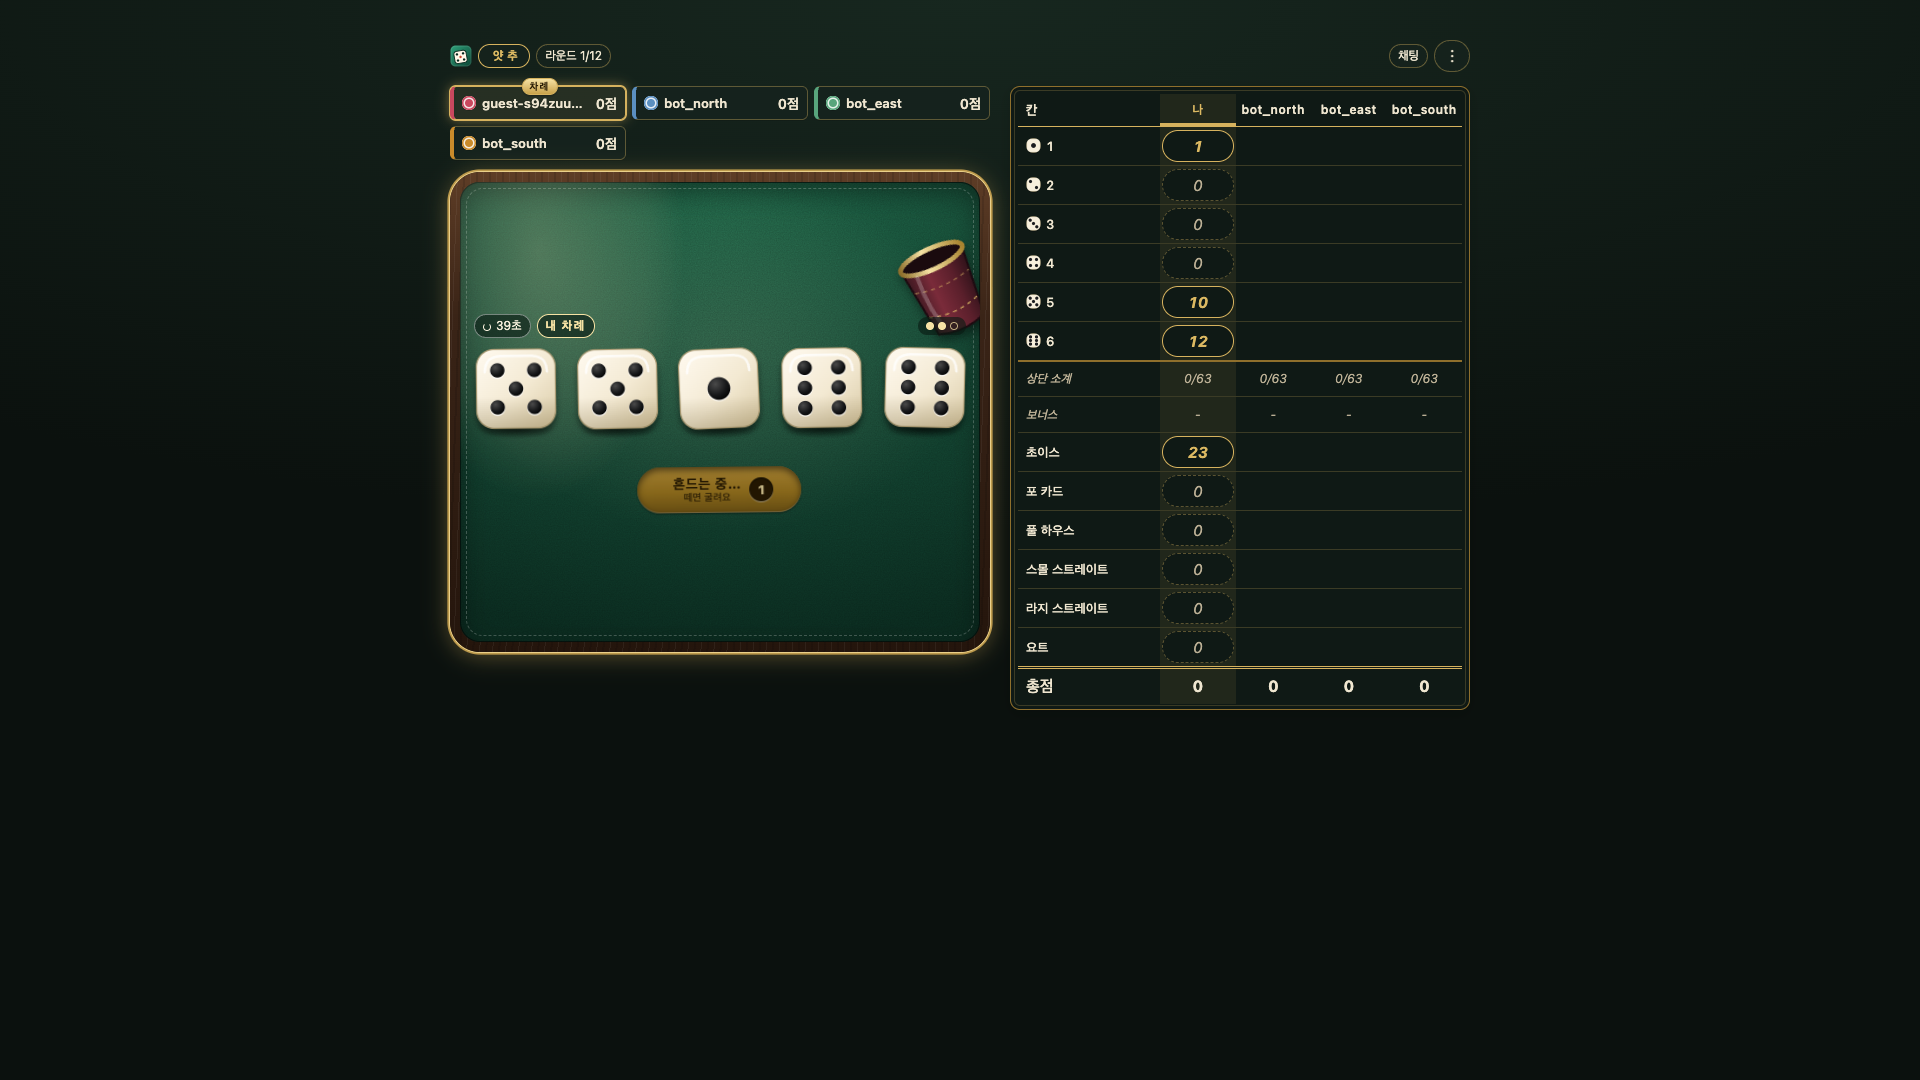 얏추
라운드 1/12
채팅
차례
guest-s94zuu... 0점
bot_north 0점
bot_east 0점
bot_south 0점
39초
내 차례
흔드는 중...
떼면 굴려요
1
칸 나 bot_north bot_east bot_south
1 1
2 0
3 0
4 0
5 10
6 12
상단 소계 0/63 0/63 0/63 0/63
보너스 - - - -
초이스 23
포 카드 0
풀 하우스 0
스몰 스트레이트 0
라지 스트레이트 0
요트 0
총점 0 0 0 0